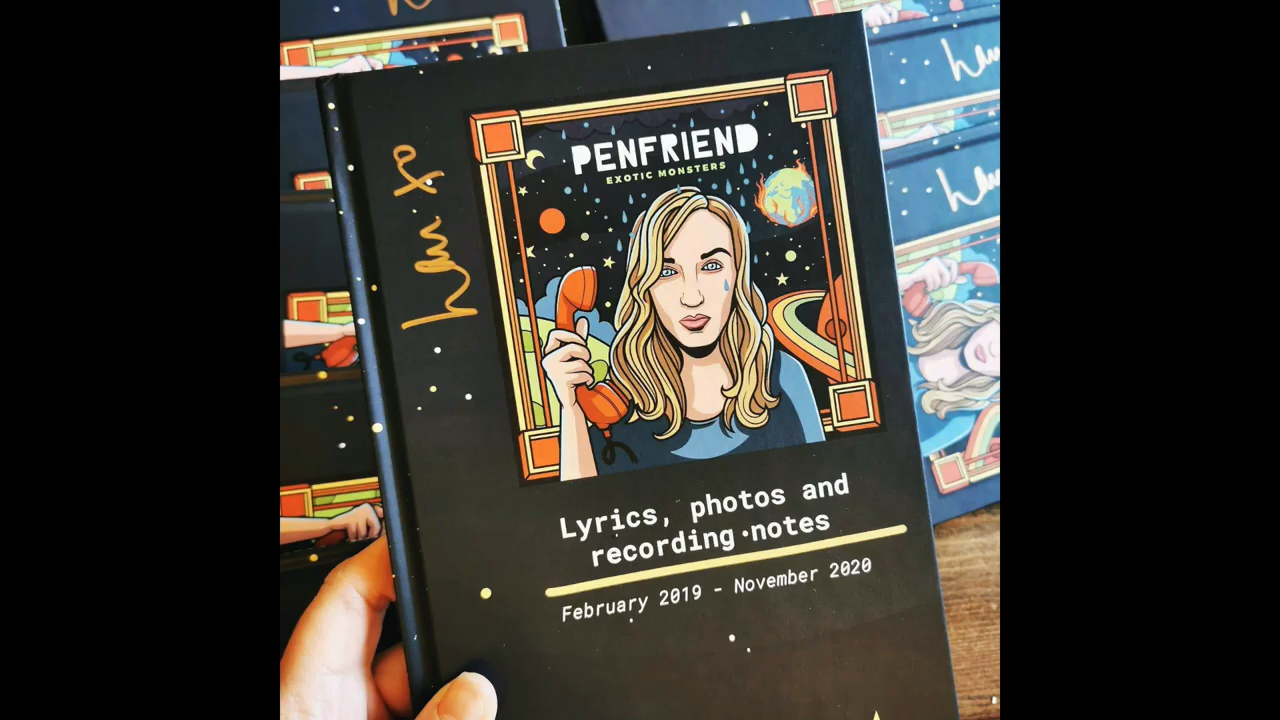 PENFRIEND
EXOTIC MONSTERS
Lyrics, photos and
recording notes
February 2019 - November 2020